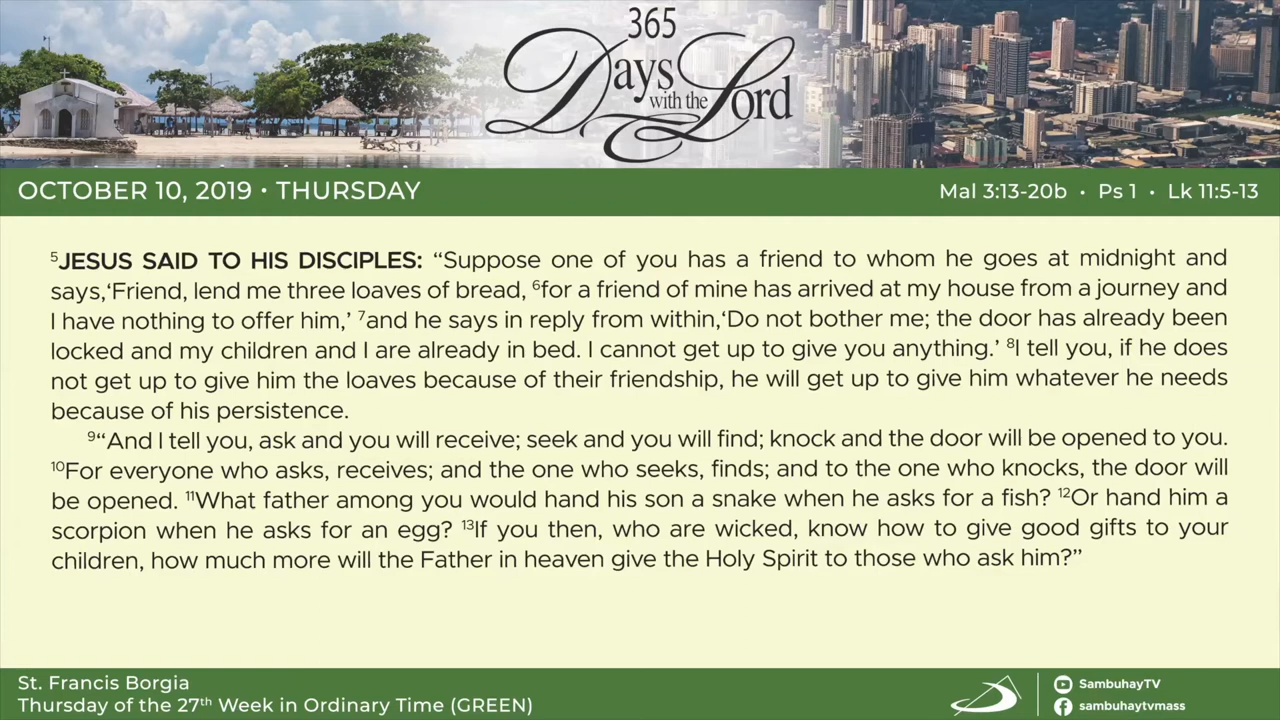 365
Days
with the
Lord
OCTOBER 10, 2019 • THURSDAY
Mal 3:13-20b • Ps 1 • Lk 11:5-13
⁵JESUS SAID TO HIS DISCIPLES: “Suppose one of you has a friend to whom he goes at midnight and
says,‘Friend, lend me three loaves of bread, ⁶for a friend of mine has arrived at my house from a journey and
I have nothing to offer him,’ ⁷and he says in reply from within,‘Do not bother me; the door has already been
locked and my children and I are already in bed. I cannot get up to give you anything.’ ⁸I tell you, if he does
not get up to give him the loaves because of their friendship, he will get up to give him whatever he needs
because of his persistence.
⁹“And I tell you, ask and you will receive; seek and you will find; knock and the door will be opened to you.
¹⁰For everyone who asks, receives; and the one who seeks, finds; and to the one who knocks, the door will
be opened. ¹¹What father among you would hand his son a snake when he asks for a fish? ¹²Or hand him a
scorpion when he asks for an egg? ¹³If you then, who are wicked, know how to give good gifts to your
children, how much more will the Father in heaven give the Holy Spirit to those who ask him?”
St. Francis Borgia
Thursday of the 27ᵗʰ Week in Ordinary Time (GREEN)
SambuhayTV
sambuhaytvmass